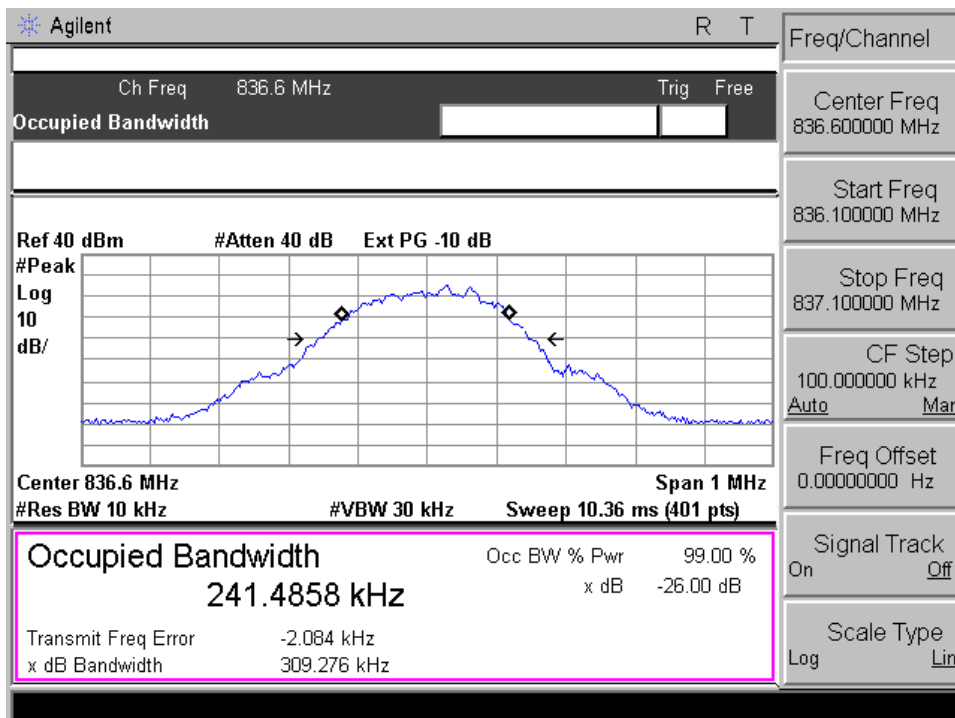 Agilent R T
Ch Freq 836.6 MHz Trig Free
Occupied Bandwidth
Ref 40 dBm #Atten 40 dB Ext PG -10 dB
#Peak
Log
10
dB/
Center 836.6 MHz Span 1 MHz
#Res BW 10 kHz #VBW 30 kHz Sweep 10.36 ms (401 pts)
Occupied Bandwidth
241.4858 kHz
Occ BW % Pwr 99.00 %
x dB -26.00 dB
Transmit Freq Error -2.084 kHz
x dB Bandwidth 309.276 kHz
Freq/Channel
Center Freq
836.600000 MHz
Start Freq
836.100000 MHz
Stop Freq
837.100000 MHz
CF Step
100.000000 kHz
Auto Man
Freq Offset
0.00000000 Hz
Signal Track
On Off
Scale Type
Log Lin